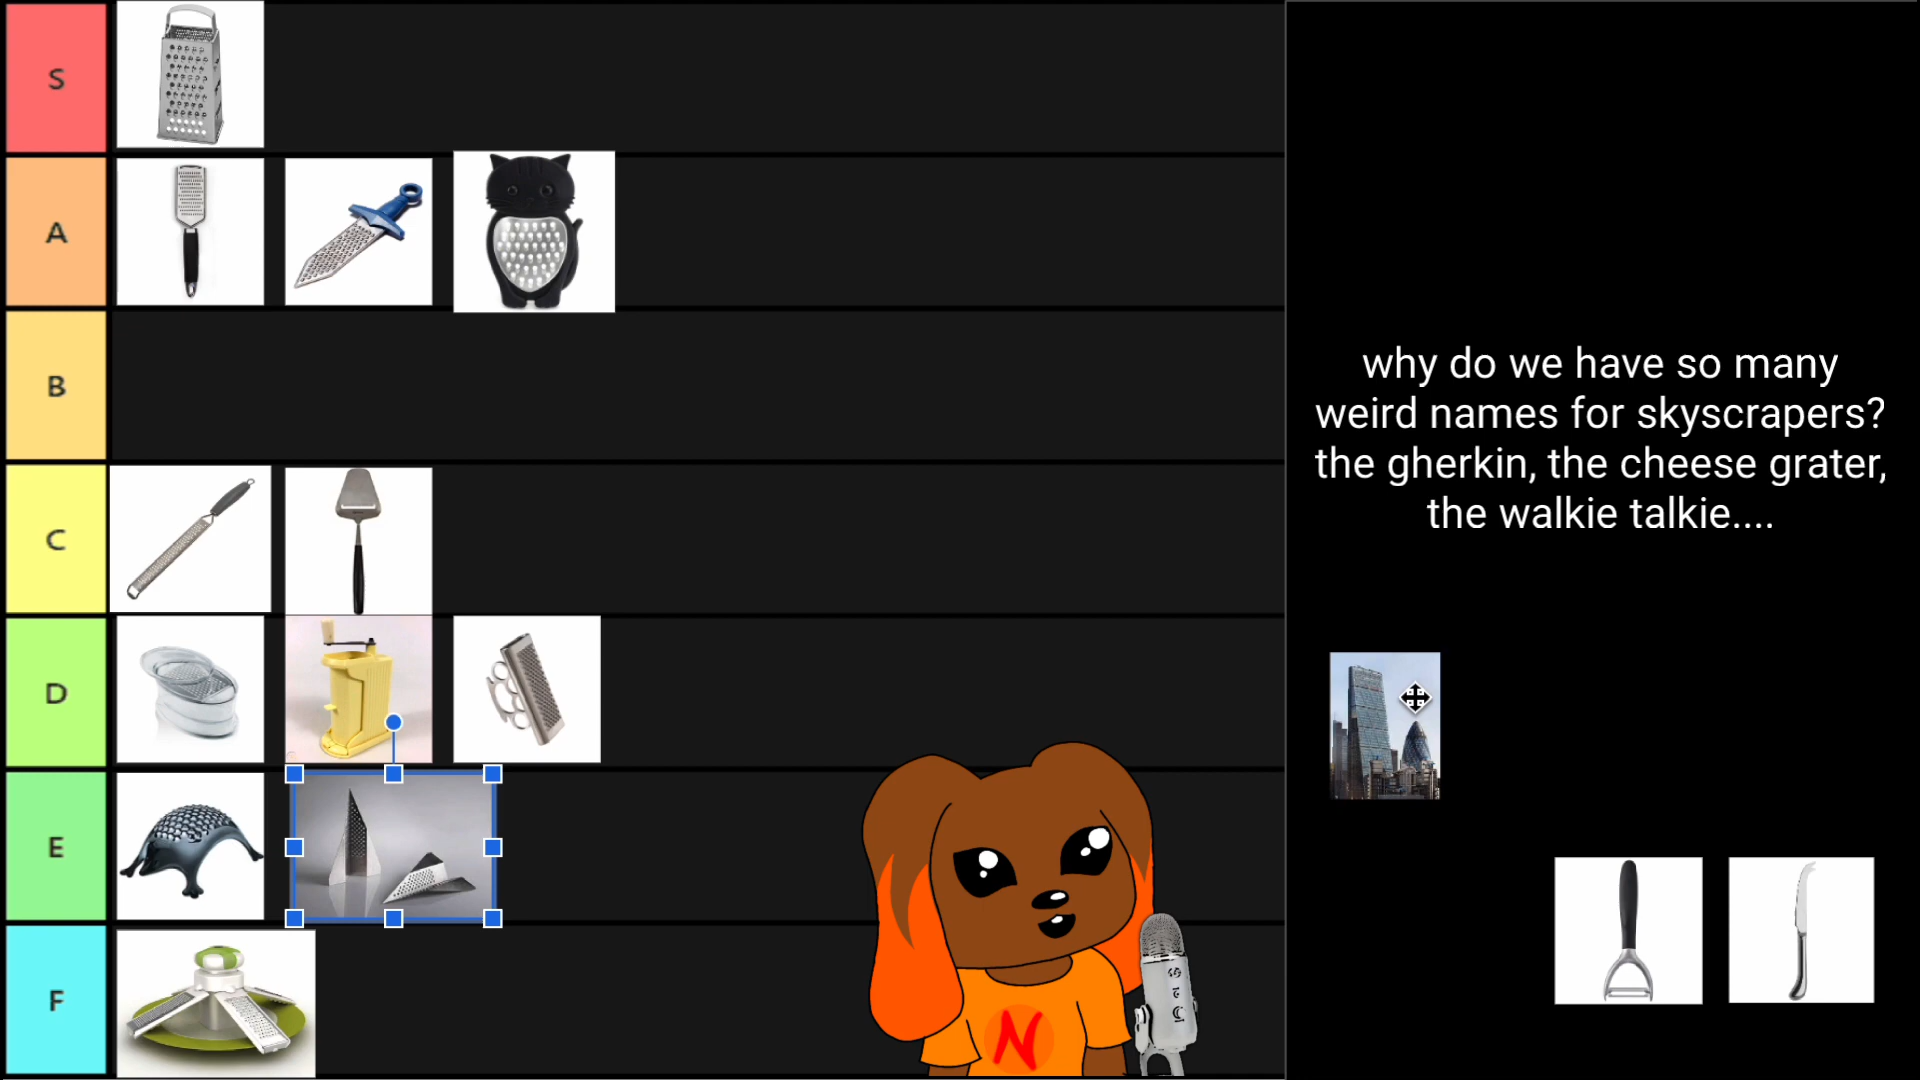 S
A
B
C
D
E
F
why do we have so many
weird names for skyscrapers?
the gherkin, the cheese grater,
the walkie talkie....
N